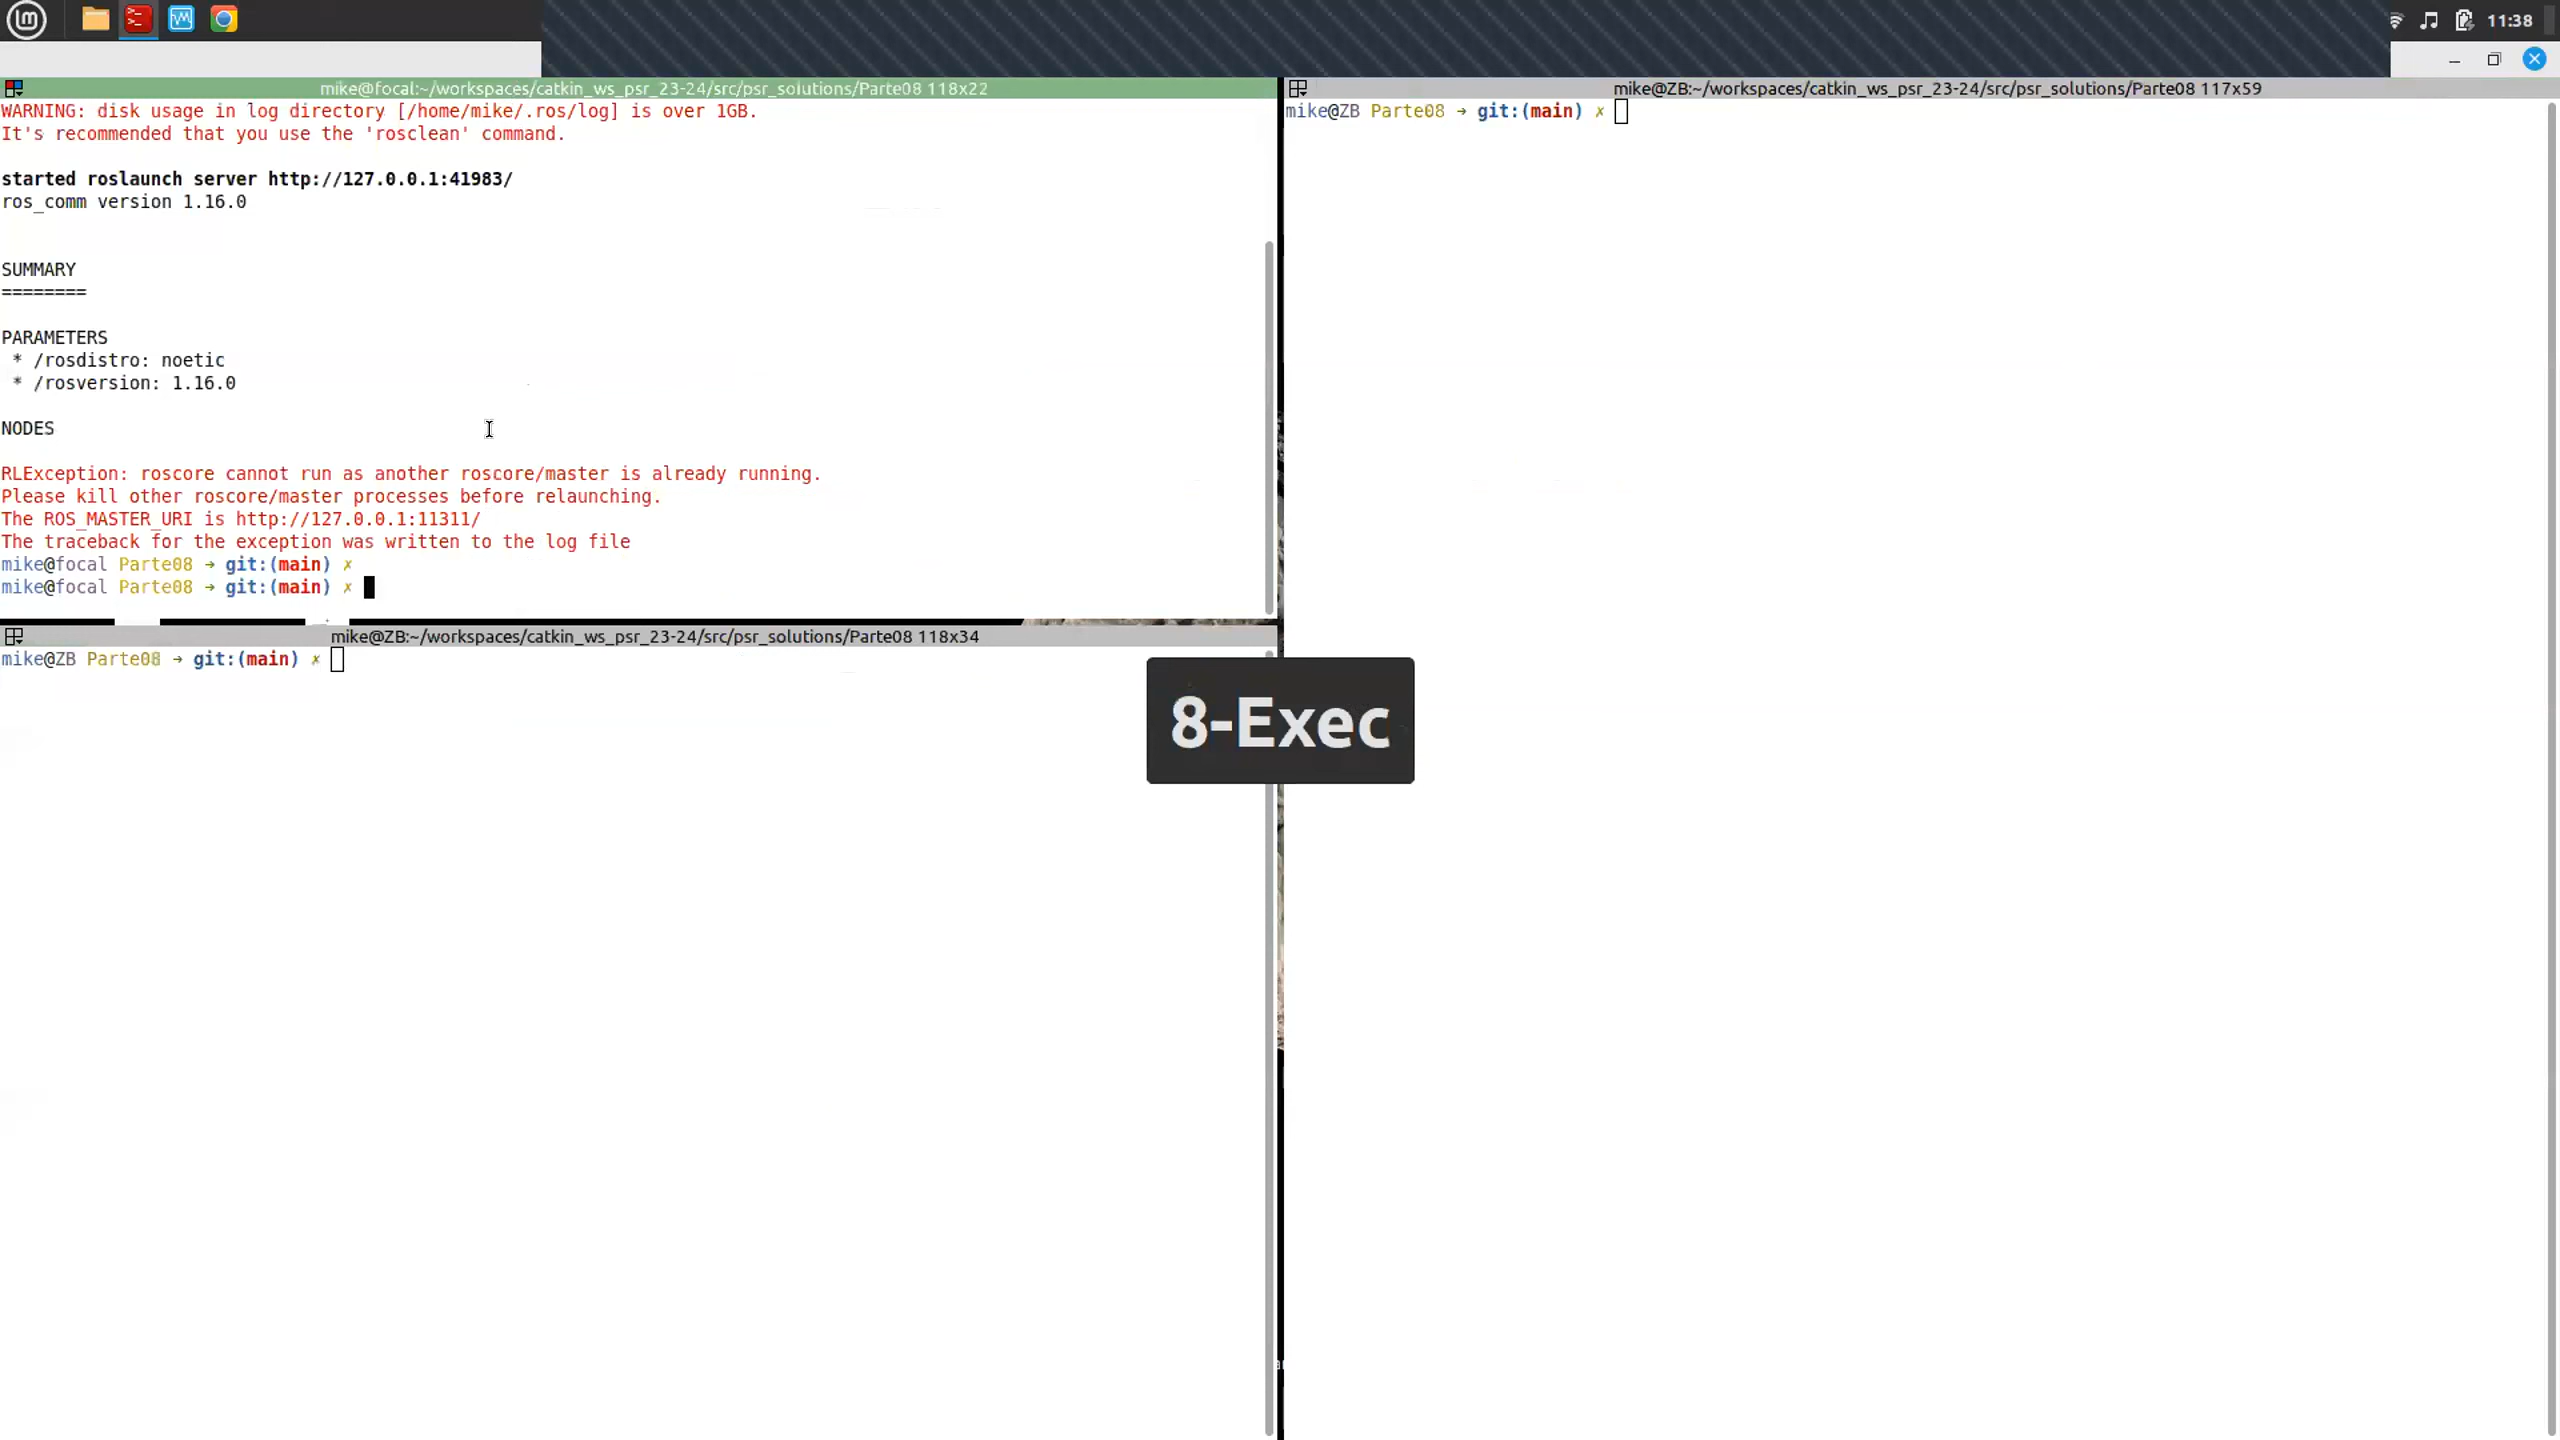 11:38
mike@focal:~/workspaces/catkin_ws_psr_23-24/src/psr_solutions/Parte08 118x22
WARNING: disk usage in log directory [/home/mike/.ros/log] is over 1GB.
It's recommended that you use the 'rosclean' command.
started roslaunch server http://127.0.0.1:41983/
ros_comm version 1.16.0
SUMMARY
========
PARAMETERS
* /rosdistro: noetic
* /rosversion: 1.16.0
NODES
RLException: roscore cannot run as another roscore/master is already running.
Please kill other roscore/master processes before relaunching.
The ROS_MASTER_URI is http://127.0.0.1:11311/
The traceback for the exception was written to the log file
mike@focal Parte08 → git:(main) ✗
mike@focal Parte08 → git:(main) ✗
mike@ZB:~/workspaces/catkin_ws_psr_23-24/src/psr_solutions/Parte08 118x34
mike@ZB Parte08 → git:(main) ✗
mike@ZB:~/workspaces/catkin_ws_psr_23-24/src/psr_solutions/Parte08 117x59
mike@ZB Parte08 → git:(main) ✗
8-Exec